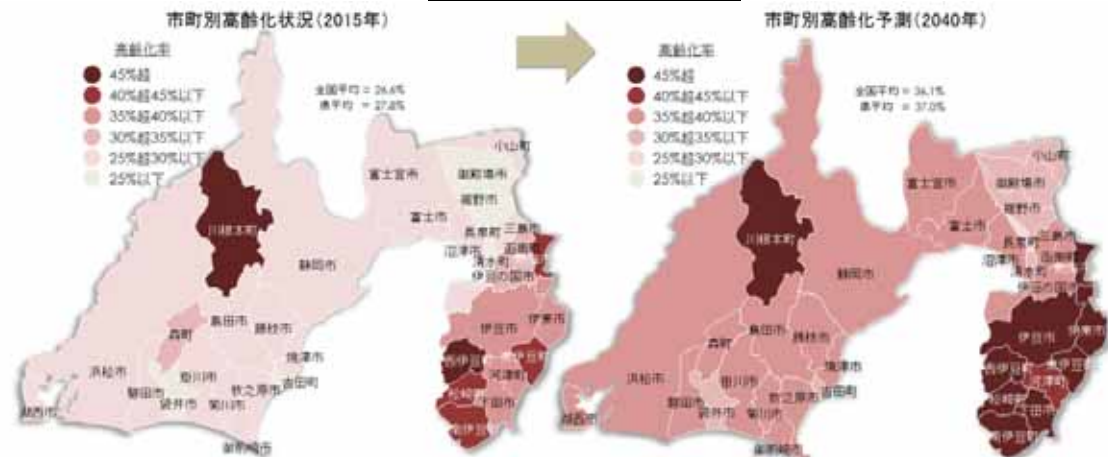 市町別高齢化状況（2015年）
高齢化率
45%超
40%超45%以下
35%超40%以下
30%超35%以下
25%超30%以下
25%以下
全国平均 = 26.6%
県平均 = 27.8%
小山町
富士宮市
御殿場市
裾野市
富士市
川根本町
長泉町
三島市
沼津市
函南町
清水町
伊豆の国市
静岡市
島田市
藤枝市
森町
伊豆市
伊東市
焼津市
西伊豆町
東伊豆町
浜松市
掛川市
吉田町
河津町
磐田市
牧之原市
袋井市
菊川市
松崎町
下田市
湖西市
南伊豆町
御前崎市
市町別高齢化予測（2040年）
高齢化率
45%超
40%超45%以下
35%超40%以下
30%超35%以下
25%超30%以下
25%以下
全国平均 = 36.1%
県平均 = 37.0%
小山町
富士宮市
御殿場市
裾野市
富士市
川根本町
長泉町
三島市
沼津市
函南町
清水町
伊豆の国市
静岡市
島田市
藤枝市
森町
伊豆市
伊東市
焼津市
西伊豆町
東伊豆町
浜松市
掛川市
吉田町
河津町
磐田市
牧之原市
袋井市
菊川市
松崎町
下田市
湖西市
南伊豆町
御前崎市